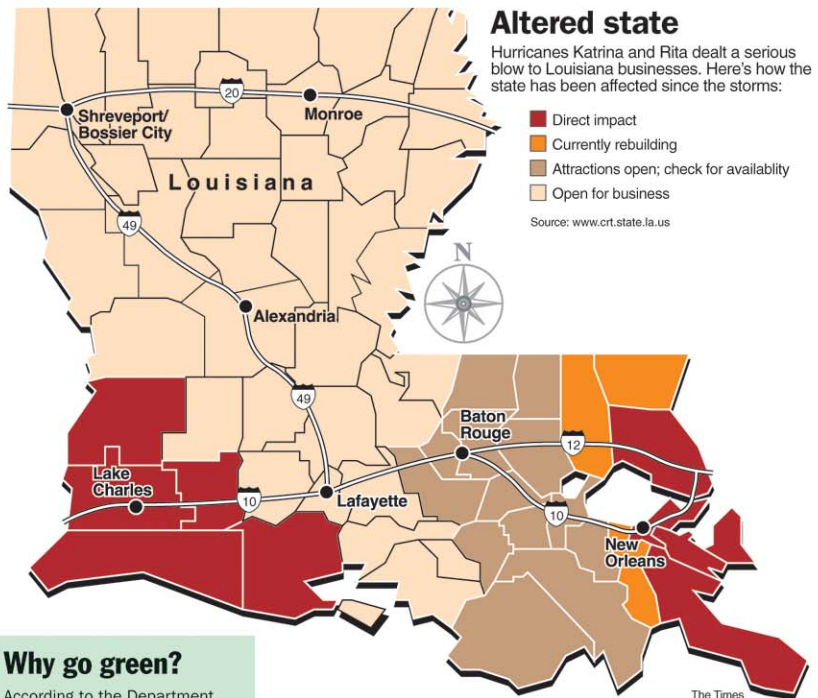 Altered state
Hurricanes Katrina and Rita dealt a serious
blow to Louisiana businesses. Here's how the
state has been affected since the storms:
Direct impact
Currently rebuilding
Attractions open; check for availablity
Open for business
Source: www.crt.state.la.us
20
Shreveport/
Bossier City
Monroe
Louisiana
49
N
Alexandria
49
Baton
Rouge
12
Lake
Charles
10
Lafayette
10
New
Orleans
The Times
Why go green?
According to the Department